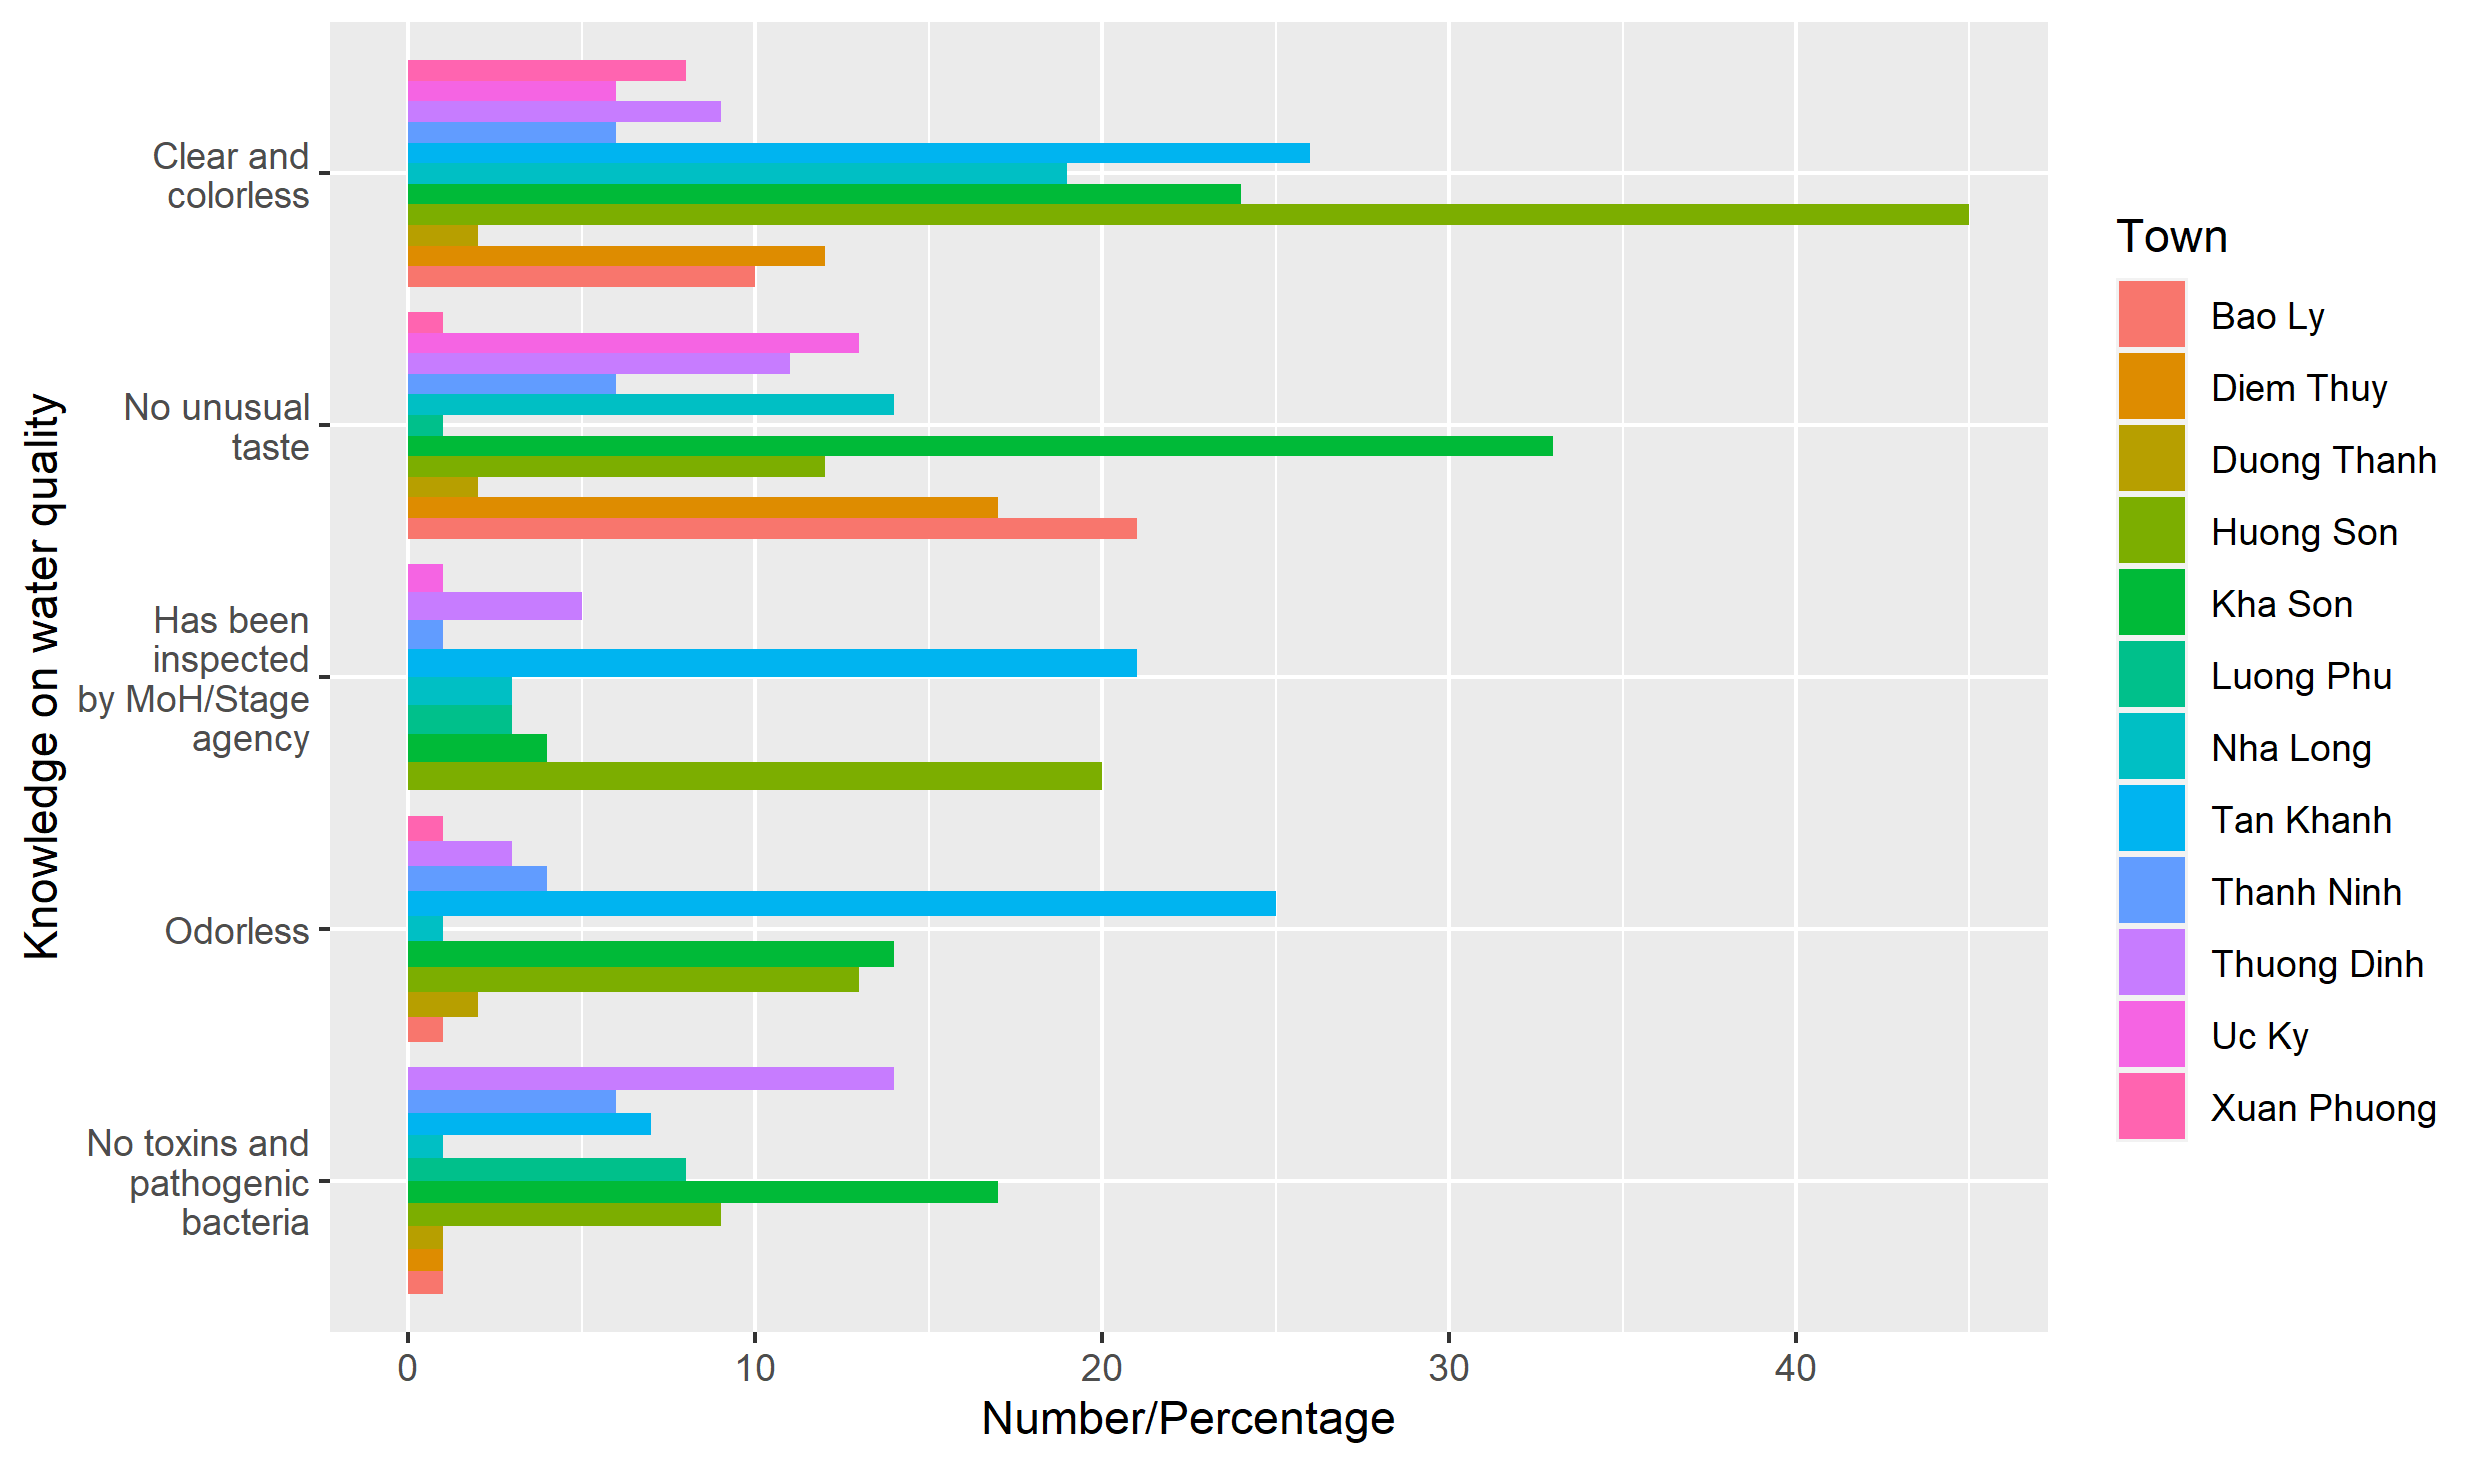 Knowledge on water quality
Clear and
colorless
No unusual
taste
Has been
inspected
by MoH/Stage
agency
Odorless
No toxins and
pathogenic
bacteria
0 10 20 30 40
Number/Percentage
Town
Bao Ly
Diem Thuy
Duong Thanh
Huong Son
Kha Son
Luong Phu
Nha Long
Tan Khanh
Thanh Ninh
Thuong Dinh
Uc Ky
Xuan Phuong